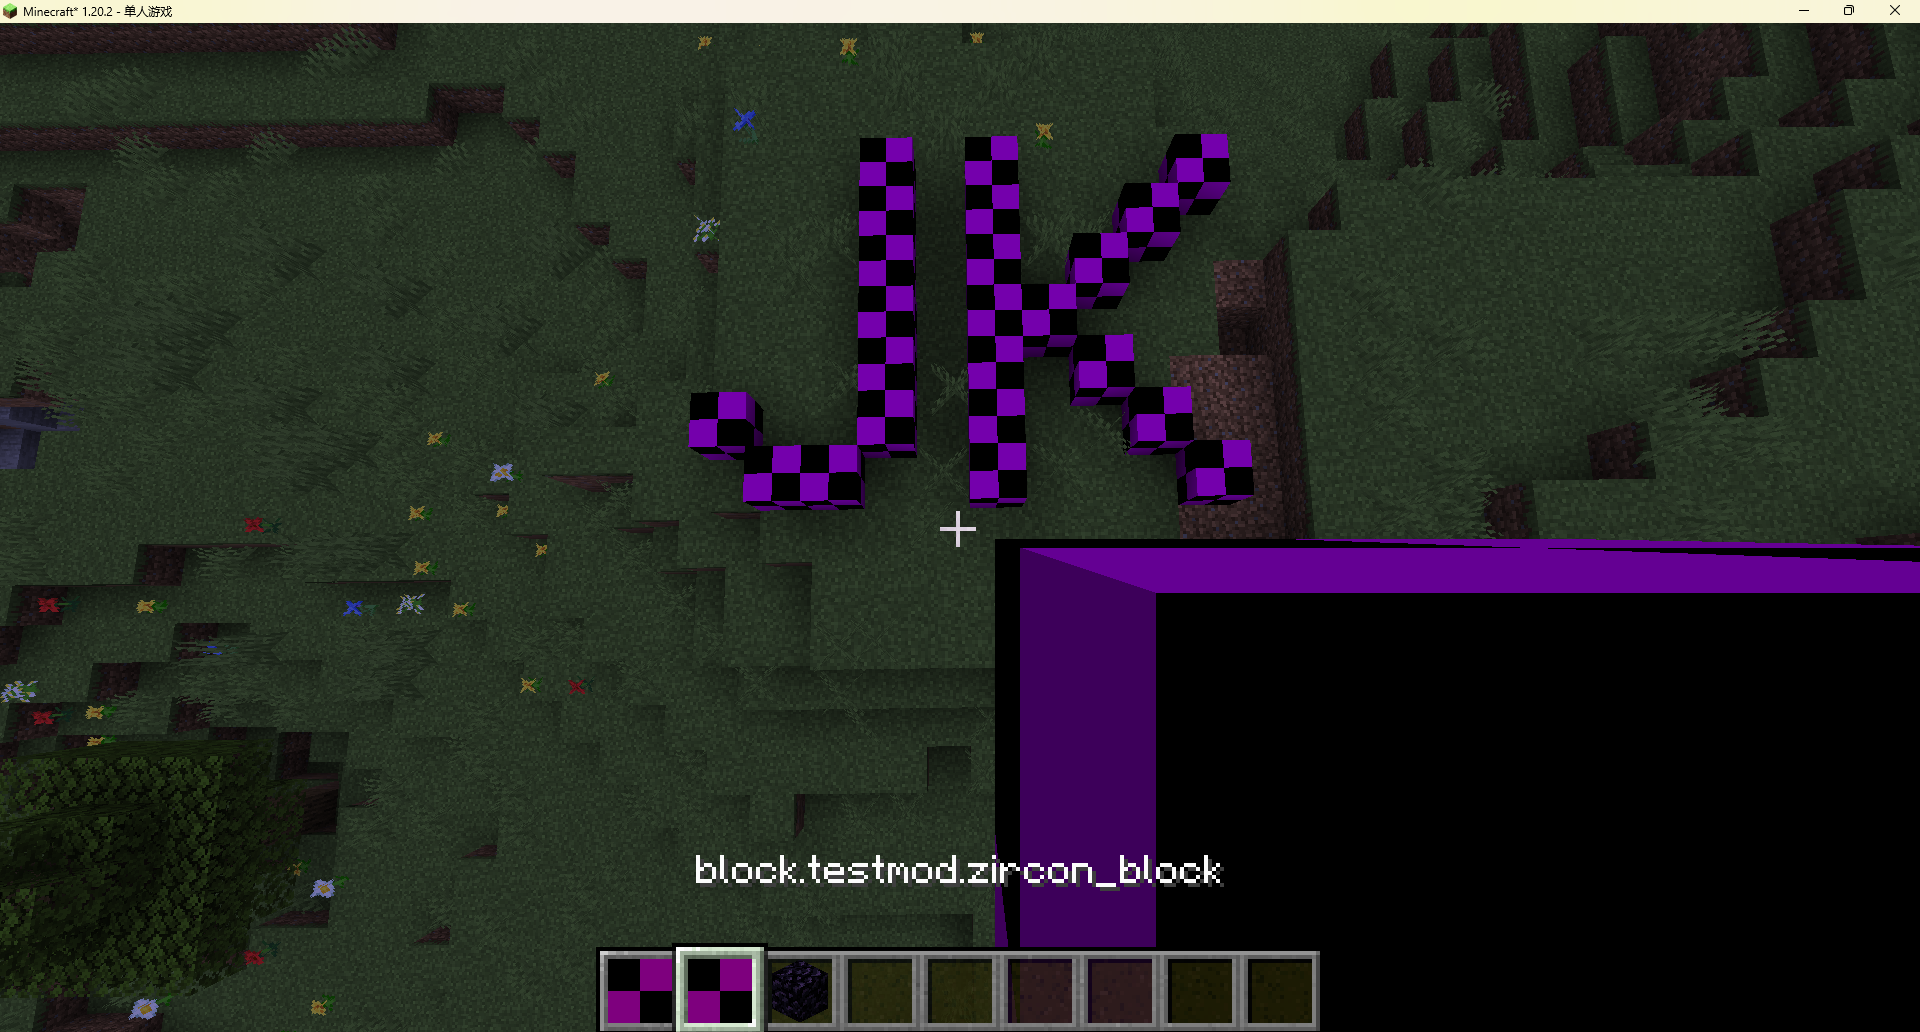 Minecraft* 1.20.2 - 单人游戏
JK
block.testmod.zircon_block